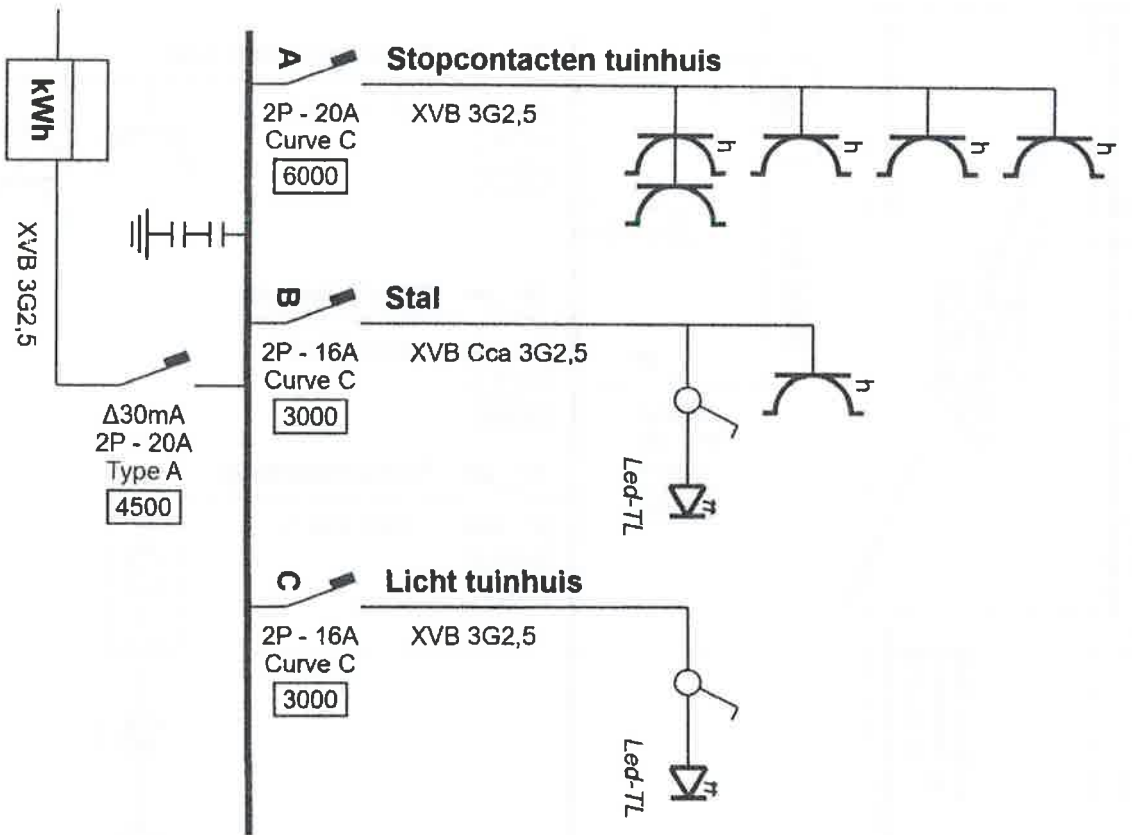 kWh
XVB 3G2,5
Δ30mA
2P - 20A
Type A
4500
A
Stopcontacten tuinhuis
2P - 20A
Curve C
6000
XVB 3G2,5
h
h
h
h
B
Stal
2P - 16A
Curve C
3000
XVB Cca 3G2,5
h
Led-TL
C
Licht tuinhuis
2P - 16A
Curve C
3000
XVB 3G2,5
Led-TL